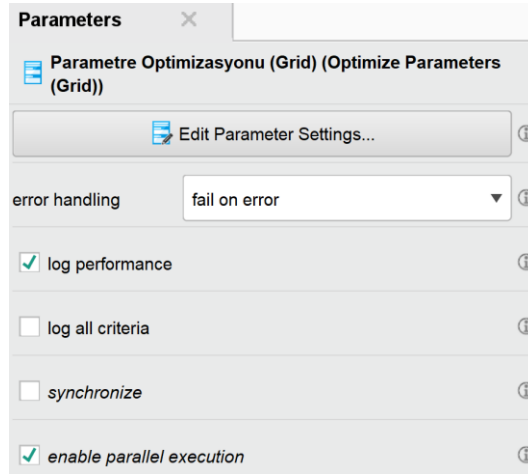 Parameters
Parametre Optimizasyonu (Grid) (Optimize Parameters
(Grid))
Edit Parameter Settings...
error handling fail on error
log performance
log all criteria
synchronize
enable parallel execution